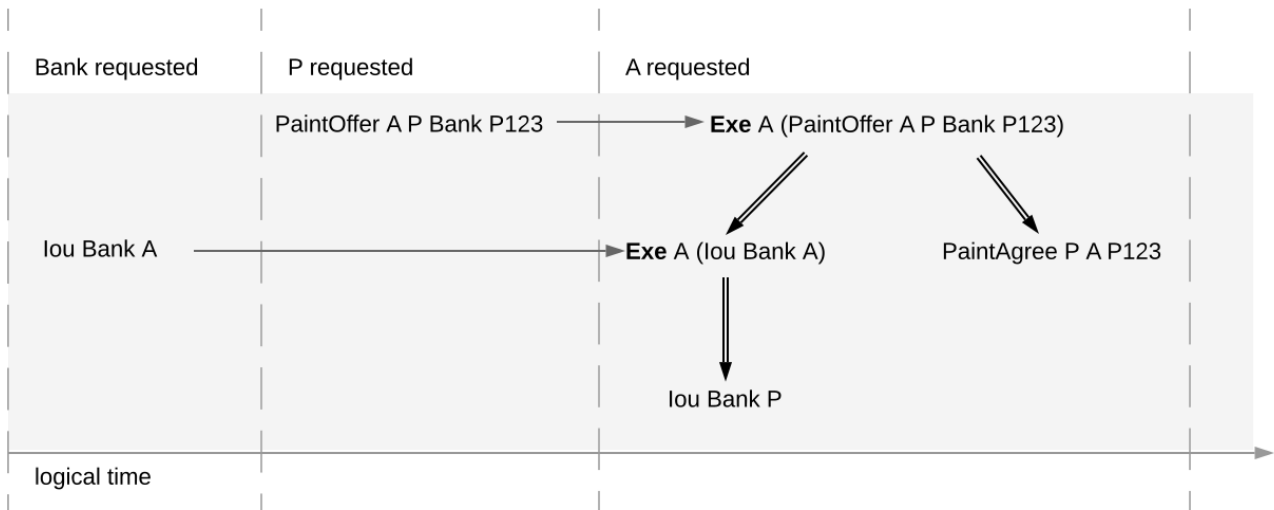 Bank requested
P requested
A requested
PaintOffer A P Bank P123
Exe A (PaintOffer A P Bank P123)
Iou Bank A
Exe A (Iou Bank A)
PaintAgree P A P123
Iou Bank P
logical time